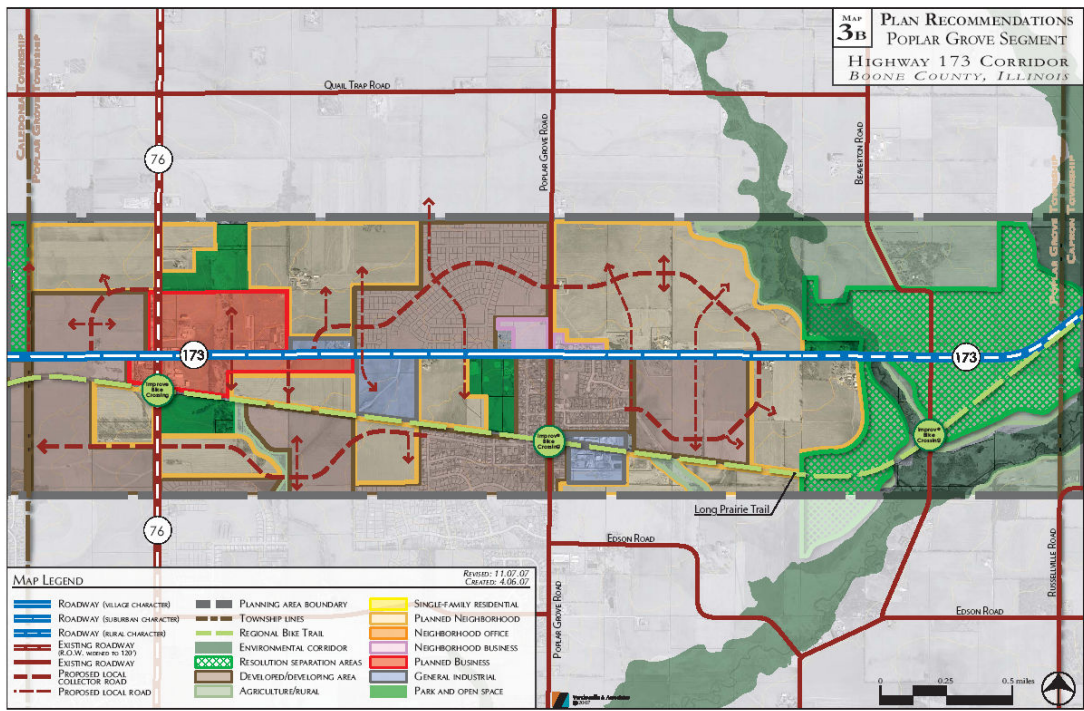 MAP
3B
PLAN RECOMMENDATIONS
POPLAR GROVE SEGMENT
HIGHWAY 173 CORRIDOR
BOONE COUNTY, ILLINOIS
CALEDONIA TOWNSHIP
POPLAR GROVE TOWNSHIP
QUAIL TRAP ROAD
76
POPLAR GROVE ROAD
BEAVERTON ROAD
POPLAR GROVE TOWNSHIP
CAPRON TOWNSHIP
173
173
Improve
Bike
Crossing
Improve
Bike
Crossing
Improve
Bike
Crossing
Long Prairie Trail
76
EDSON ROAD
POPLAR GROVE ROAD
RUSSELLVILLE ROAD
EDSON ROAD
MAP LEGEND
REVISED: 11.07.07
CREATED: 4.06.07
ROADWAY (VILLAGE CHARACTER)
ROADWAY (SUBURBAN CHARACTER)
ROADWAY (RURAL CHARACTER)
EXISTING ROADWAY
(R.O.W. WIDENED TO 120')
EXISTING ROADWAY
PROPOSED LOCAL
COLLECTOR ROAD
PROPOSED LOCAL ROAD
PLANNING AREA BOUNDARY
TOWNSHIP LINES
REGIONAL BIKE TRAIL
ENVIRONMENTAL CORRIDOR
RESOLUTION SEPARATION AREAS
DEVELOPED/DEVELOPING AREA
AGRICULTURE/RURAL
SINGLE-FAMILY RESIDENTIAL
PLANNED NEIGHBORHOOD
NEIGHBORHOOD OFFICE
NEIGHBORHOOD BUSINESS
PLANNED BUSINESS
GENERAL INDUSTRIAL
PARK AND OPEN SPACE
Vandewalle & Associates
0 0.25 0.5 miles